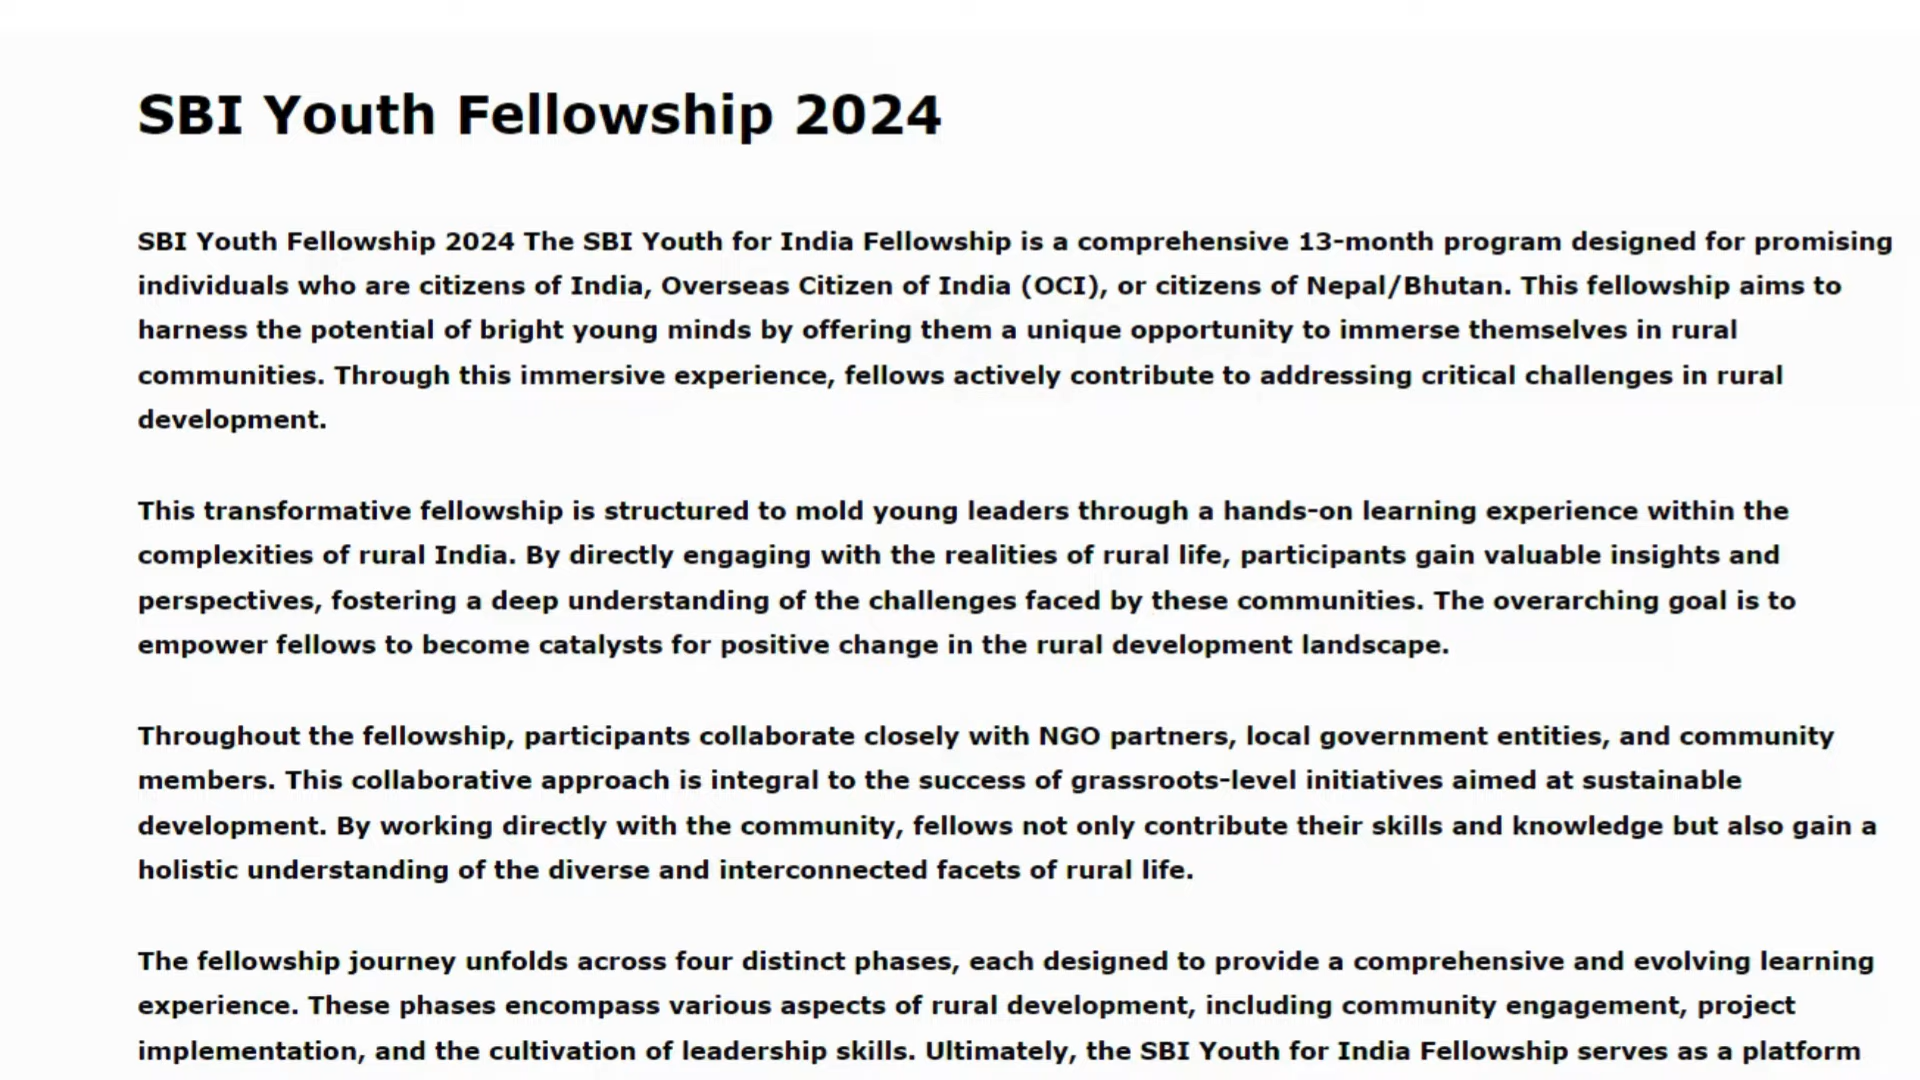 SBI Youth Fellowship 2024
SBI Youth Fellowship 2024 The SBI Youth for India Fellowship is a comprehensive 13-month program designed for promising
individuals who are citizens of India, Overseas Citizen of India (OCI), or citizens of Nepal/Bhutan. This fellowship aims to
harness the potential of bright young minds by offering them a unique opportunity to immerse themselves in rural
communities. Through this immersive experience, fellows actively contribute to addressing critical challenges in rural
development.
This transformative fellowship is structured to mold young leaders through a hands-on learning experience within the
complexities of rural India. By directly engaging with the realities of rural life, participants gain valuable insights and
perspectives, fostering a deep understanding of the challenges faced by these communities. The overarching goal is to
empower fellows to become catalysts for positive change in the rural development landscape.
Throughout the fellowship, participants collaborate closely with NGO partners, local government entities, and community
members. This collaborative approach is integral to the success of grassroots-level initiatives aimed at sustainable
development. By working directly with the community, fellows not only contribute their skills and knowledge but also gain a
holistic understanding of the diverse and interconnected facets of rural life.
The fellowship journey unfolds across four distinct phases, each designed to provide a comprehensive and evolving learning
experience. These phases encompass various aspects of rural development, including community engagement, project
implementation, and the cultivation of leadership skills. Ultimately, the SBI Youth for India Fellowship serves as a platform